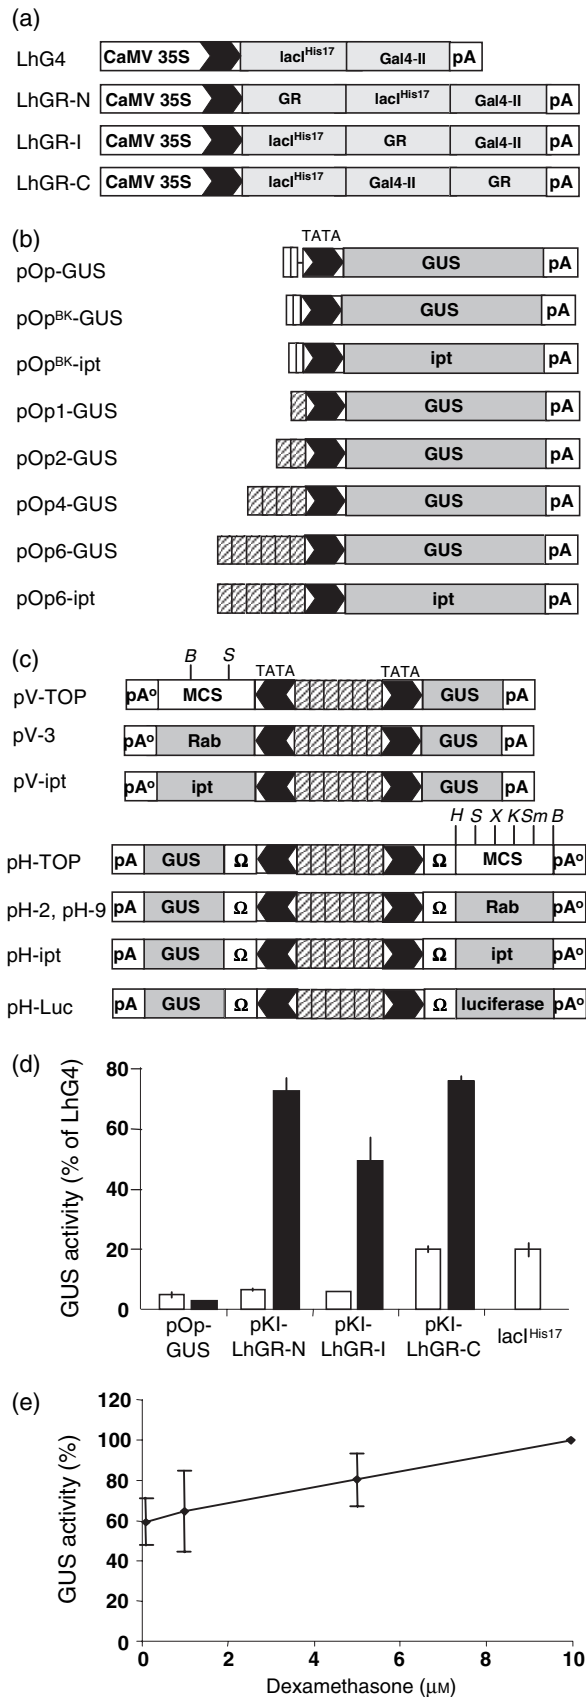 (a)
LhG4 CaMV 35S lacI^His17 Gal4-II pA
LhGR-N CaMV 35S GR lacI^His17 Gal4-II pA
LhGR-I CaMV 35S lacI^His17 GR Gal4-II pA
LhGR-C CaMV 35S lacI^His17 Gal4-II GR pA
(b)
TATA
pOp-GUS GUS pA
pOp^BK-GUS GUS pA
pOp^BK-ipt ipt pA
pOp1-GUS GUS pA
pOp2-GUS GUS pA
pOp4-GUS GUS pA
pOp6-GUS GUS pA
pOp6-ipt ipt pA
(c)
B S TATA TATA
pV-TOP pAº MCS GUS pA
pV-3 pAº Rab GUS pA
pV-ipt pAº ipt GUS pA
H S X K Sm B
pH-TOP pA GUS Ω Ω MCS pAº
pH-2, pH-9 pA GUS Ω Ω Rab pAº
pH-ipt pA GUS Ω Ω ipt pAº
pH-Luc pA GUS Ω Ω luciferase pAº
(d)
GUS activity (% of LhG4)
80
60
40
20
0
pOp-GUS pKI-LhGR-N pKI-LhGR-I pKI-LhGR-C lacI^His17
(e)
GUS activity (%)
120
100
80
60
40
20
0
0 2 4 6 8 10
Dexamethasone (μM)